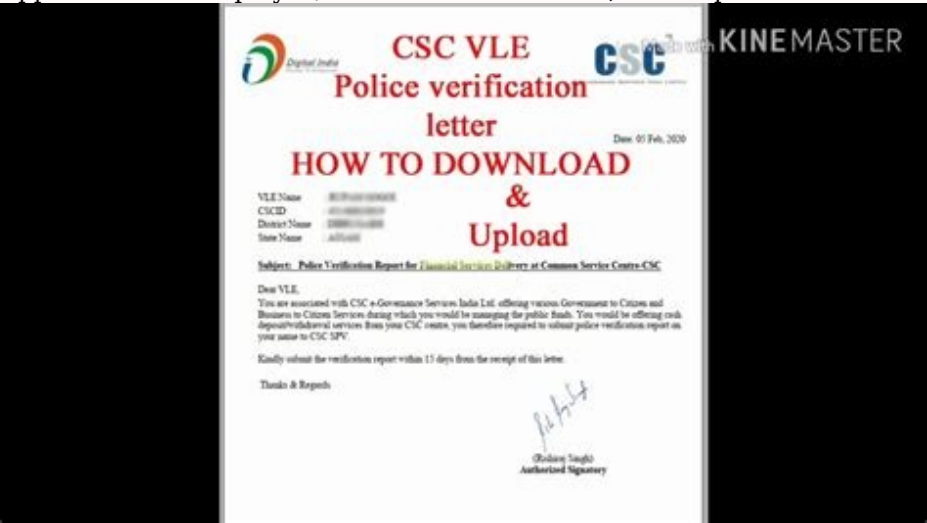 Made with KINEMASTER
Digital India
CSC
CSC VLE
Police verification
letter
HOW TO DOWNLOAD
&
Upload
Date: 05 Feb, 2020
VLE Name :
CSCID :
District Name :
State Name :
Subject: Police Verification Report for Financial Services Delivery at Common Service Centre-CSC
Dear VLE,
You are associated with CSC e-Governance Services India Ltd. offering various Government to Citizen and
Business to Citizen Services during which you would be managing the public funds. You would be offering cash
deposit/withdrawal services from your CSC centre, you therefore required to submit police verification report on
your name to CSC SPV.
Kindly submit the verification report within 15 days from the receipt of this letter.
Thanks & Regards
Authorized Signatory